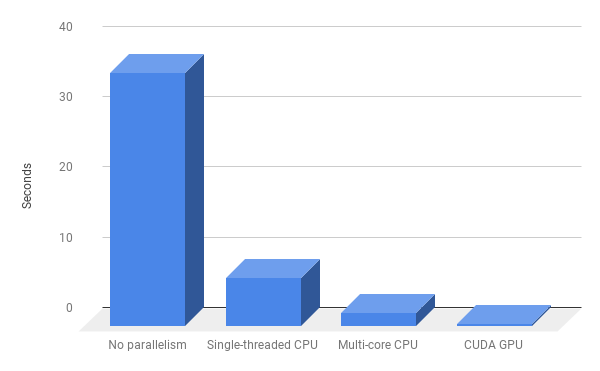 40
30
20
10
0
Seconds
No parallelism
Single-threaded CPU
Multi-core CPU
CUDA GPU